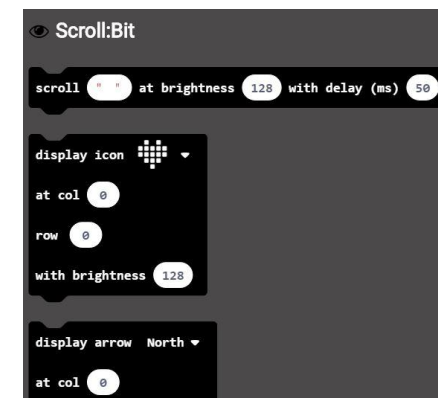 Scroll:Bit
scroll " " at brightness 128 with delay (ms) 50
display icon
at col 0
row 0
with brightness 128
display arrow North
at col 0